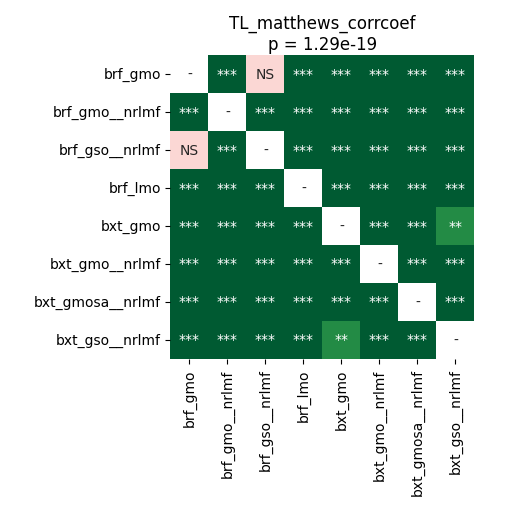 TL_matthews_corrcoef
p = 1.29e-19
brf_gmo - *** NS *** *** *** *** ***
brf_gmo__nrlmf *** - *** *** *** *** *** ***
brf_gso__nrlmf NS *** - *** *** *** *** ***
brf_lmo *** *** *** - *** *** *** ***
bxt_gmo *** *** *** *** - *** *** **
bxt_gmo__nrlmf *** *** *** *** *** - *** ***
bxt_gmosa__nrlmf *** *** *** *** *** *** - ***
bxt_gso__nrlmf *** *** *** *** ** *** *** -
brf_gmo
brf_gmo__nrlmf
brf_gso__nrlmf
brf_lmo
bxt_gmo
bxt_gmo__nrlmf
bxt_gmosa__nrlmf
bxt_gso__nrlmf